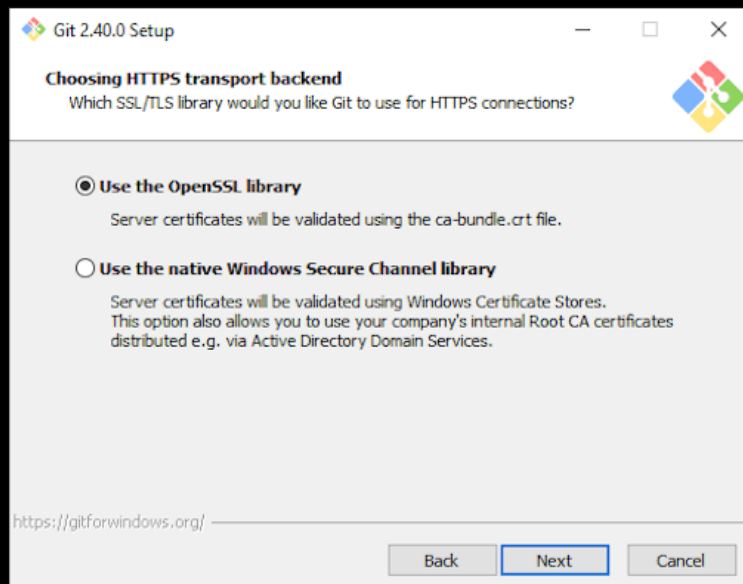 Git 2.40.0 Setup
Choosing HTTPS transport backend
Which SSL/TLS library would you like Git to use for HTTPS connections?
Use the OpenSSL library
Server certificates will be validated using the ca-bundle.crt file.
Use the native Windows Secure Channel library
Server certificates will be validated using Windows Certificate Stores.
This option also allows you to use your company's internal Root CA certificates
distributed e.g. via Active Directory Domain Services.
https://gitforwindows.org/
Back
Next
Cancel